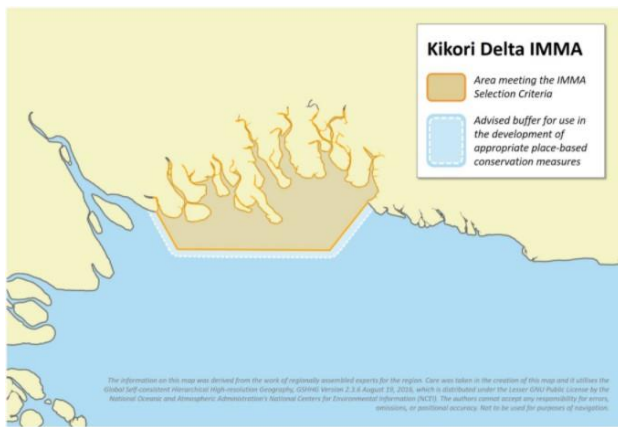 Kikori Delta IMMA
Area meeting the IMMA
Selection Criteria
Advised buffer for use in
the development of
appropriate place-based
conservation measures
The information on this map was derived from the work of regionally assembled experts for the region. Care was taken in the creation of this map and it utilises the
Global Self-consistent Hierarchical High-resolution Geography, GSHHG Version 2.3.6 August 19, 2016, which is distributed under the Lesser GNU Public License by the
National Oceanic and Atmospheric Administration's National Centers for Environmental Information (NCEI). The authors cannot accept any responsibility for errors,
omissions, or positional accuracy. Not to be used for purposes of navigation.